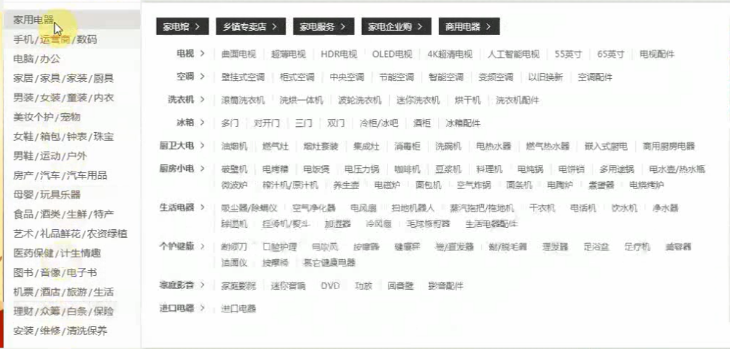 家用电器
手机/运营商/数码
电脑/办公
家居/家具/家装/厨具
男装/女装/童装/内衣
美妆个护/宠物
女鞋/箱包/钟表/珠宝
男鞋/运动/户外
房产/汽车/汽车用品
母婴/玩具乐器
食品/酒类/生鲜/特产
艺术/礼品鲜花/农资绿植
医药保健/计生情趣
图书/音像/电子书
机票/酒店/旅游/生活
理财/众筹/白条/保险
安装/维修/清洗保养
家电馆 > 乡镇专卖店 > 家电服务 > 家电企业购 > 商用电器 >
电视 > 曲面电视 超薄电视 HDR电视 OLED电视 4K超清电视 人工智能电视 55英寸 65英寸 电视配件
空调 > 壁挂式空调 柜式空调 中央空调 节能空调 智能空调 变频空调 以旧换新 空调配件
洗衣机 > 滚筒洗衣机 洗烘一体机 波轮洗衣机 迷你洗衣机 烘干机 洗衣机配件
冰箱 > 多门 对开门 三门 双门 冷柜/冰吧 酒柜 冰箱配件
厨卫大电 > 油烟机 燃气灶 烟灶套装 集成灶 消毒柜 洗碗机 电热水器 燃气热水器 嵌入式厨电 商用厨房电器
厨房小电 > 破壁机 电烤箱 电饭煲 电压力锅 咖啡机 豆浆机 料理机 电炖锅 电饼铛 多用途锅 电水壶/热水瓶
微波炉 榨汁机/原汁机 养生壶 电磁炉 面包机 空气炸锅 面条机 电陶炉 煮蛋器 电烧烤炉
生活电器 > 吸尘器/除螨仪 空气净化器 电风扇 扫地机器人 蒸汽拖把/拖地机 干衣机 电话机 饮水机 净水器
除湿机 挂烫机/熨斗 加湿器 冷风扇 毛球修剪器 生活电器配件
个护健康 > 剃须刀 口腔护理 电吹风 按摩器 健康秤 卷/直发器 剃/脱毛器 理发器 足浴盆 足疗机 美容器
洁面仪 按摩椅 其它健康电器
家庭影音 > 家庭影院 迷你音响 DVD 功放 回音壁 影音配件
进口电器 > 进口电器